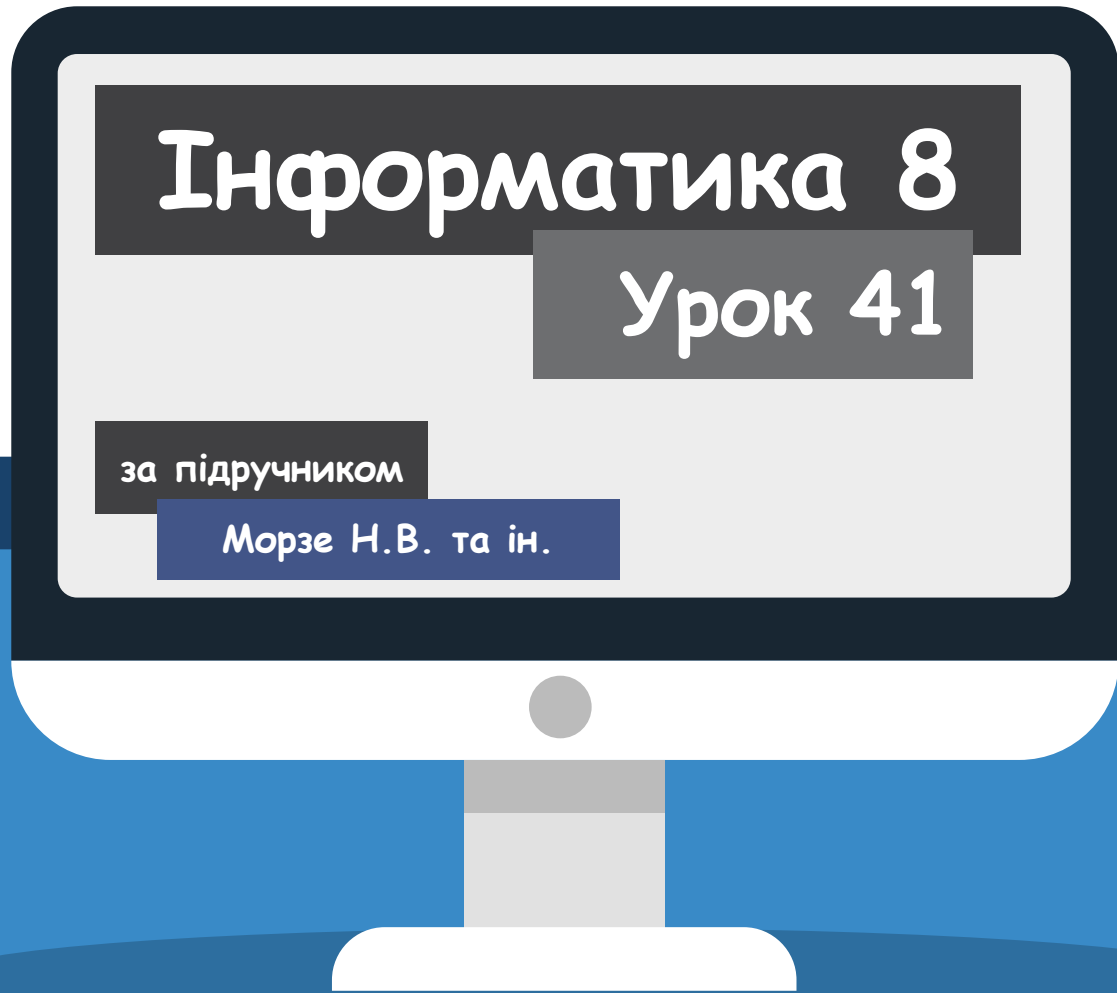 Інформатика 8
Урок 41
за підручником
Морзе Н.В. та ін.